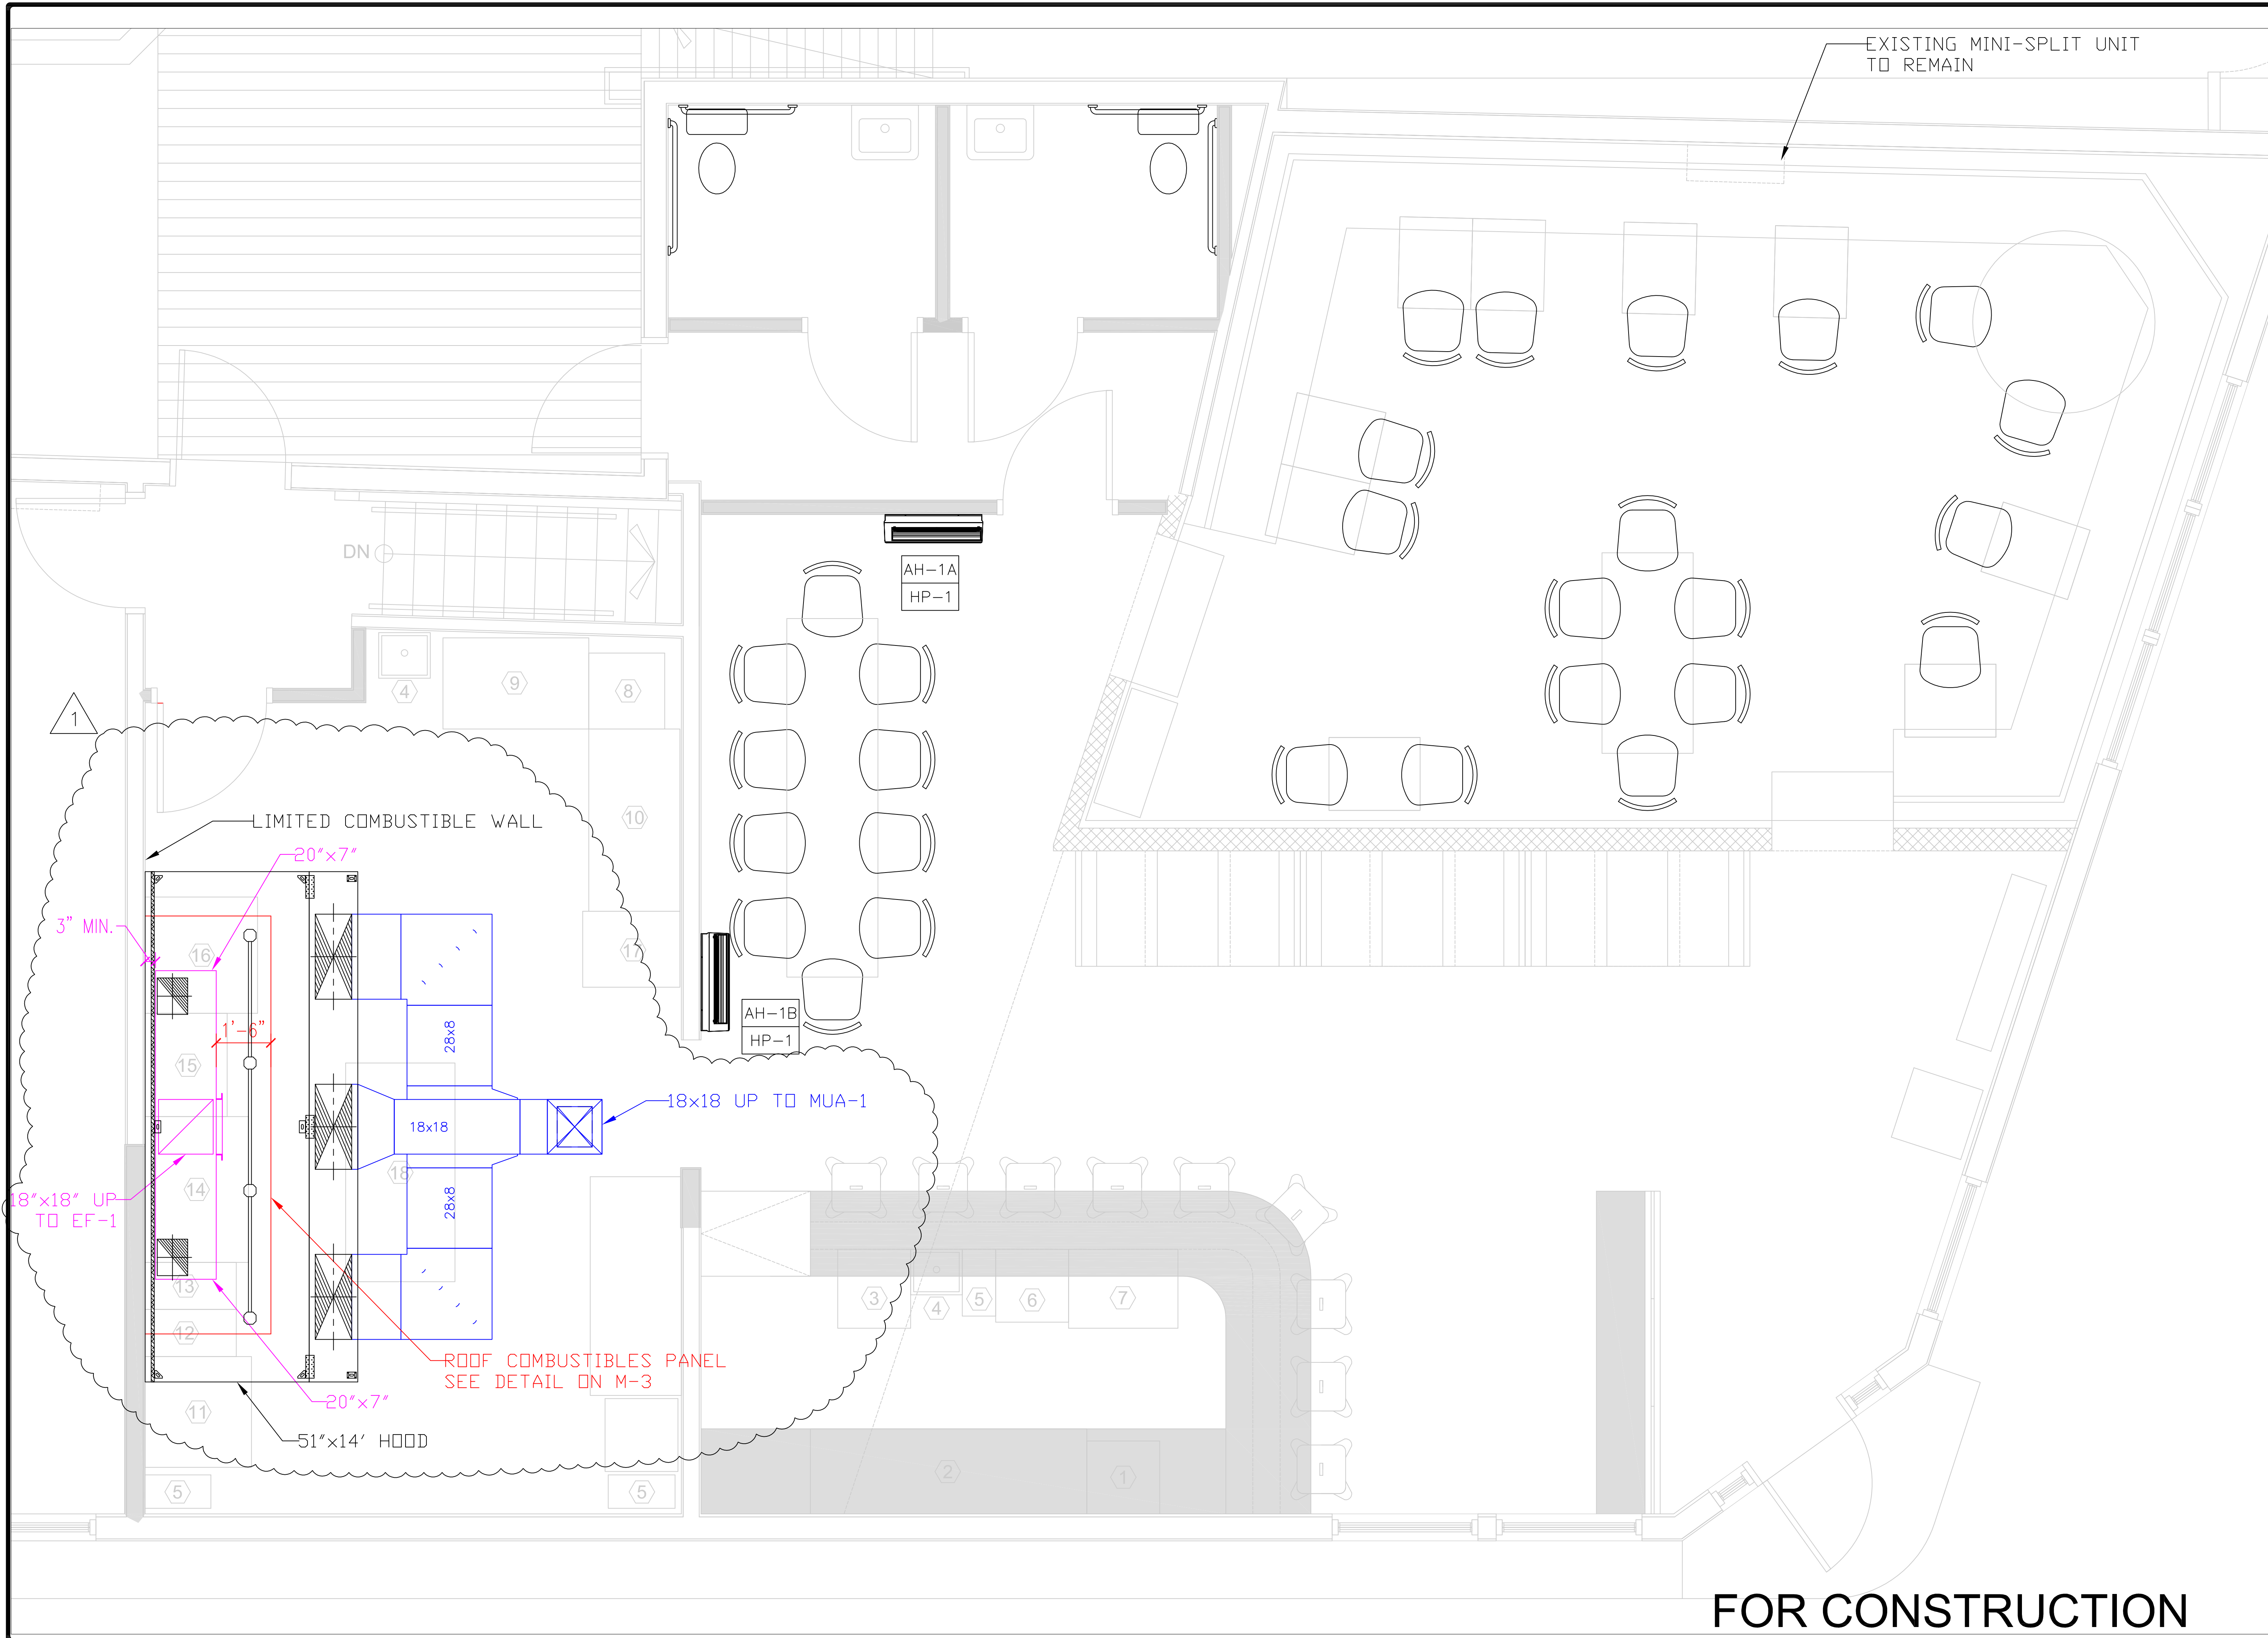 EXISTING MINI-SPLIT UNIT
TO REMAIN
DN
AH-1A
HP-1
4
9
8
1
10
LIMITED COMBUSTIBLE WALL
20"x7"
3" MIN.
16
17
1'-6"
15
28x8
AH-1B
HP-1
18x18 UP TO MUA-1
18x18
18
14
28x8
18"x18" UP
TO EF-1
13
12
3
4
5
6
7
ROOF COMBUSTIBLES PANEL
SEE DETAIL ON M-3
20"x7"
11
51"x14' HOOD
5
5
2
1
FOR CONSTRUCTION